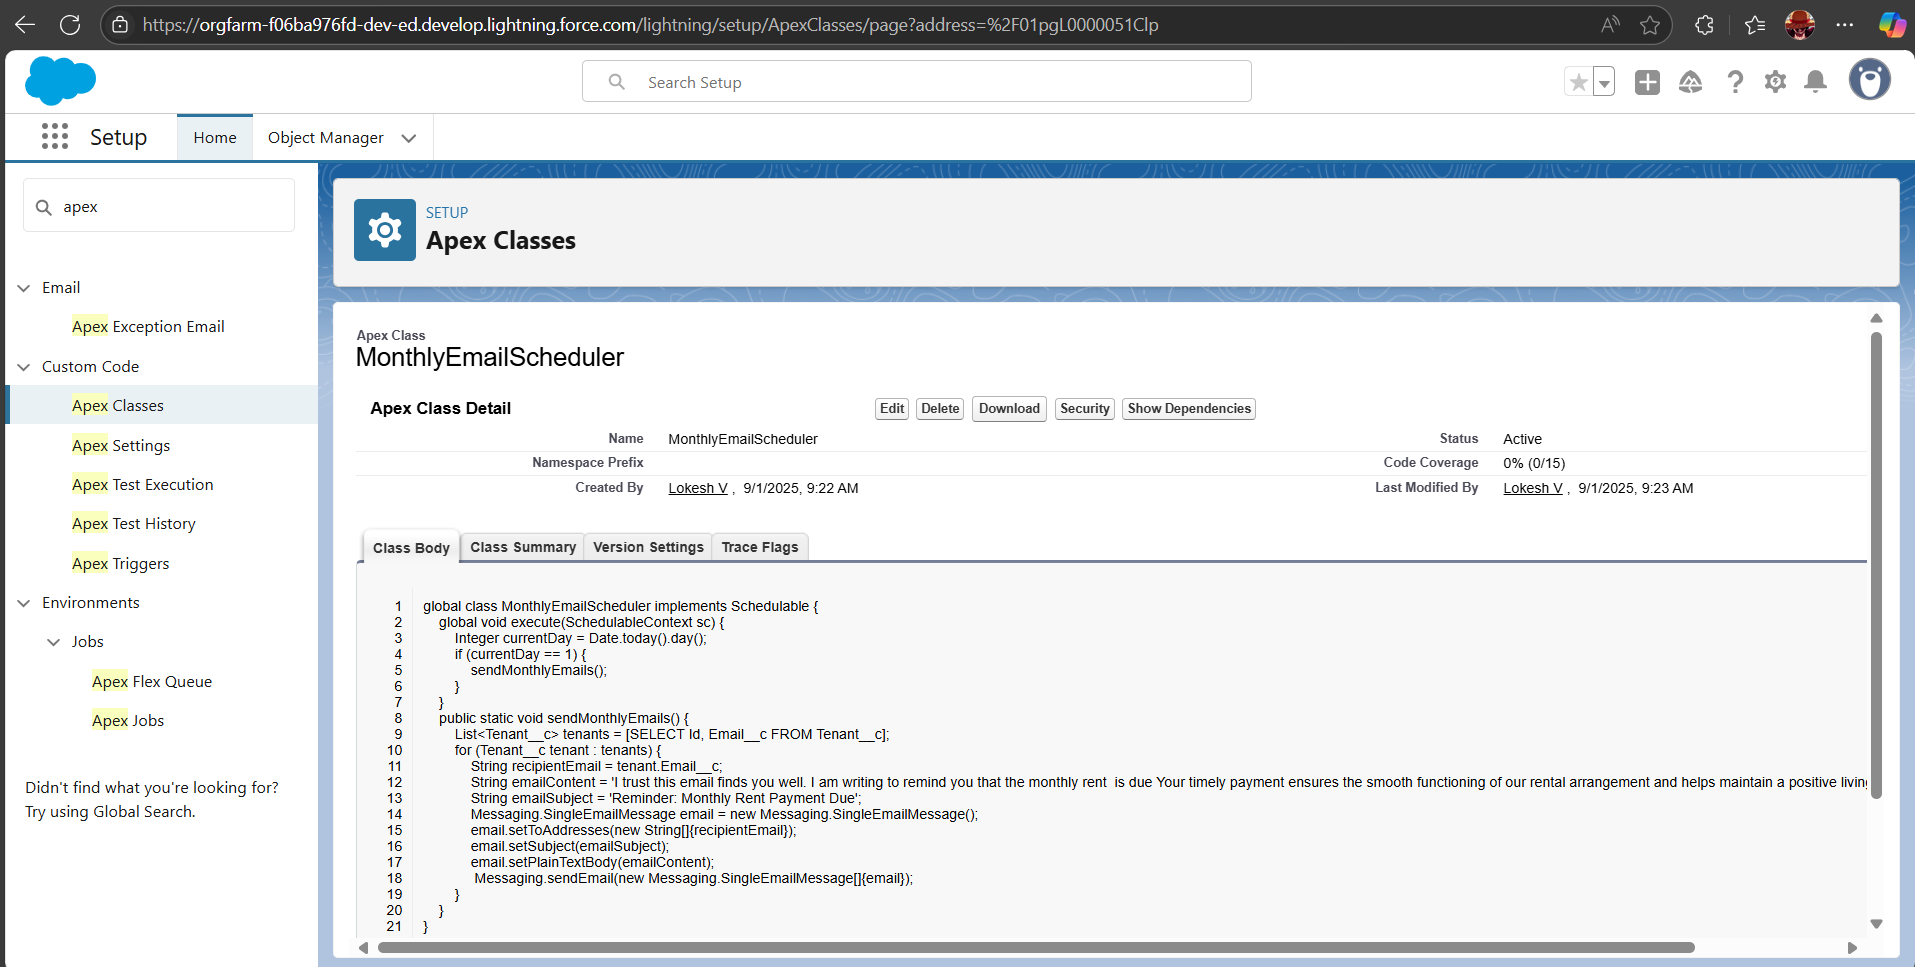 https://orgfarm-f06ba976fd-dev-ed.develop.lightning.force.com/lightning/setup/ApexClasses/page?address=%2F01pgL0000051Clp
Search Setup
Setup
Home
Object Manager
apex
Email
Apex Exception Email
Custom Code
Apex Classes
Apex Settings
Apex Test Execution
Apex Test History
Apex Triggers
Environments
Jobs
Apex Flex Queue
Apex Jobs
Didn't find what you're looking for?
Try using Global Search.
SETUP
Apex Classes
Apex Class
MonthlyEmailScheduler
Apex Class Detail
Edit Delete Download Security Show Dependencies
Name MonthlyEmailScheduler Status Active
Namespace Prefix Code Coverage 0% (0/15)
Created By Lokesh V , 9/1/2025, 9:22 AM Last Modified By Lokesh V , 9/1/2025, 9:23 AM
Class Body Class Summary Version Settings Trace Flags
1 global class MonthlyEmailScheduler implements Schedulable {
2 global void execute(SchedulableContext sc) {
3 Integer currentDay = Date.today().day();
4 if (currentDay == 1) {
5 sendMonthlyEmails();
6 }
7 }
8 public static void sendMonthlyEmails() {
9 List<Tenant__c> tenants = [SELECT Id, Email__c FROM Tenant__c];
10 for (Tenant__c tenant : tenants) {
11 String recipientEmail = tenant.Email__c;
12 String emailContent = 'I trust this email finds you well. I am writing to remind you that the monthly rent  is due Your timely payment ensures the smooth functioning of our rental arrangement and helps maintain a positive living
13 String emailSubject = 'Reminder: Monthly Rent Payment Due';
14 Messaging.SingleEmailMessage email = new Messaging.SingleEmailMessage();
15 email.setToAddresses(new String[]{recipientEmail});
16 email.setSubject(emailSubject);
17 email.setPlainTextBody(emailContent);
18 Messaging.sendEmail(new Messaging.SingleEmailMessage[]{email});
19 }
20 }
21 }